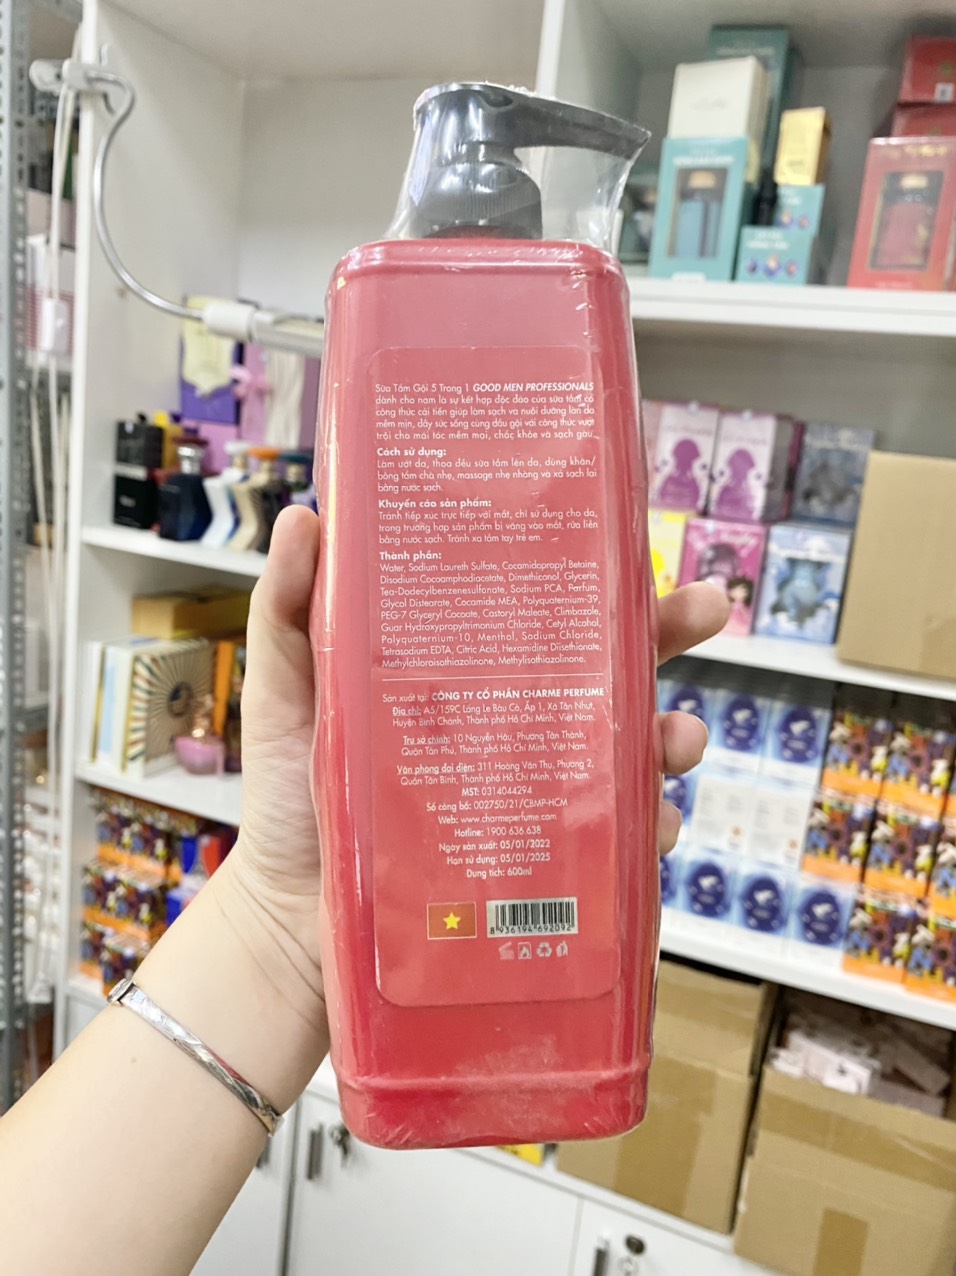 Sữa Tắm Gội 5 Trong 1 GOOD MEN PROFESSIONALS
dành cho nam là sự kết hợp độc đáo của sữa tắm có
công thức cải tiến giúp làm sạch và nuôi dưỡng làn da
mềm mịn, đầy sức sống cùng dầu gội với công thức vượt
trội cho mái tóc mềm mại, chắc khỏe và sạch gàu.
Cách sử dụng:
Làm ướt da, thoa đều sữa tắm lên da, dùng khăn/
bông tắm chà nhẹ, massage nhẹ nhàng và xả sạch lại
bằng nước sạch.
Khuyến cáo sản phẩm:
Tránh tiếp xúc trực tiếp với mắt, chỉ sử dụng cho da,
trong trường hợp sản phẩm bị văng vào mắt, rửa liền
bằng nước sạch. Tránh xa tầm tay trẻ em.
Thành phần:
Water, Sodium Laureth Sulfate, Cocamidopropyl Betaine,
Disodium Cocoamphodiacetate, Dimethiconol, Glycerin,
Tea-Dodecylbenzenesulfonate, Sodium PCA, Parfum,
Glycol Distearate, Cocamide MEA, Polyquaternium-39,
PEG-7 Glyceryl Cocoate, Castoryl Maleate, Climbazole,
Guar Hydroxypropyltrimonium Chloride, Cetyl Alcohol,
Polyquaternium-10, Menthol, Sodium Chloride,
Tetrasodium EDTA, Citric Acid, Hexamidine Diisethionate,
Methylchloroisothiazolinone, Methylisothiazolinone.
Sản xuất tại: CÔNG TY CỔ PHẦN CHARME PERFUME
Địa chỉ: A5/159C Láng Le Bàu Cò, Ấp 1, Xã Tân Nhựt,
Huyện Bình Chánh, Thành phố Hồ Chí Minh, Việt Nam.
Trụ sở chính: 10 Nguyễn Háo, Phường Tân Thành,
Quận Tân Phú, Thành phố Hồ Chí Minh, Việt Nam.
Văn phòng đại diện: 311 Hoàng Văn Thụ, Phường 2,
Quận Tân Bình, Thành phố Hồ Chí Minh, Việt Nam.
MST: 0314044294
Số công bố: 002750/21/CBMP-HCM
Web: www.charmeperfume.com
Hotline: 1900 636 638
Ngày sản xuất: 05/01/2022
Hạn sử dụng: 05/01/2025
Dung tích: 600ml
8 936194 692092